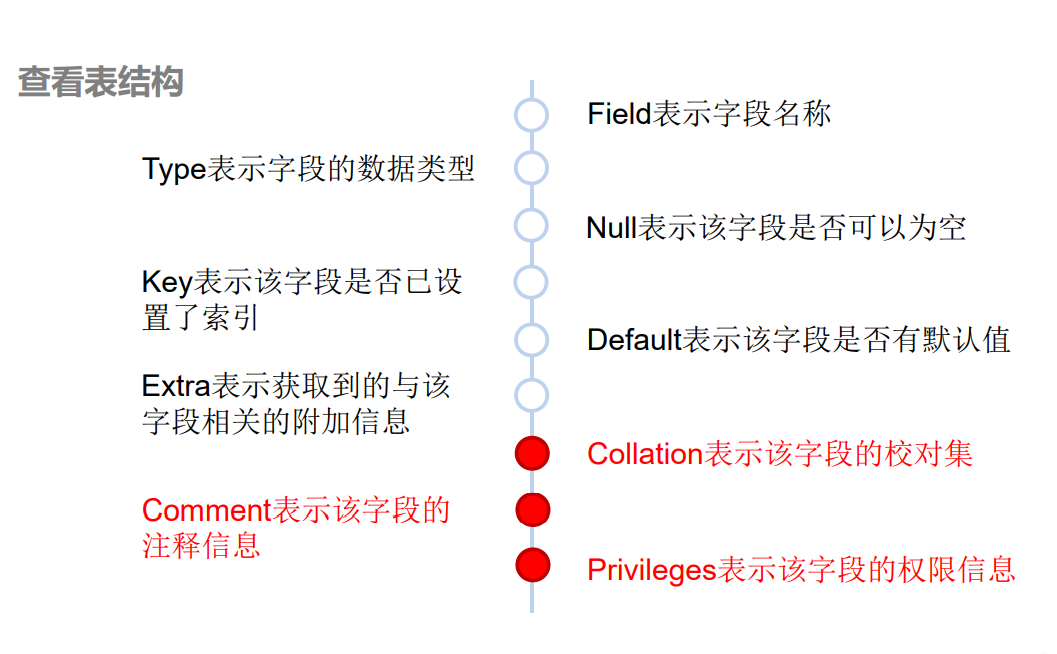 查看表结构
Field表示字段名称
Type表示字段的数据类型
Null表示该字段是否可以为空
Key表示该字段是否已设
置了索引
Default表示该字段是否有默认值
Extra表示获取到的与该
字段相关的附加信息
Collation表示该字段的校对集
Comment表示该字段的
注释信息
Privileges表示该字段的权限信息